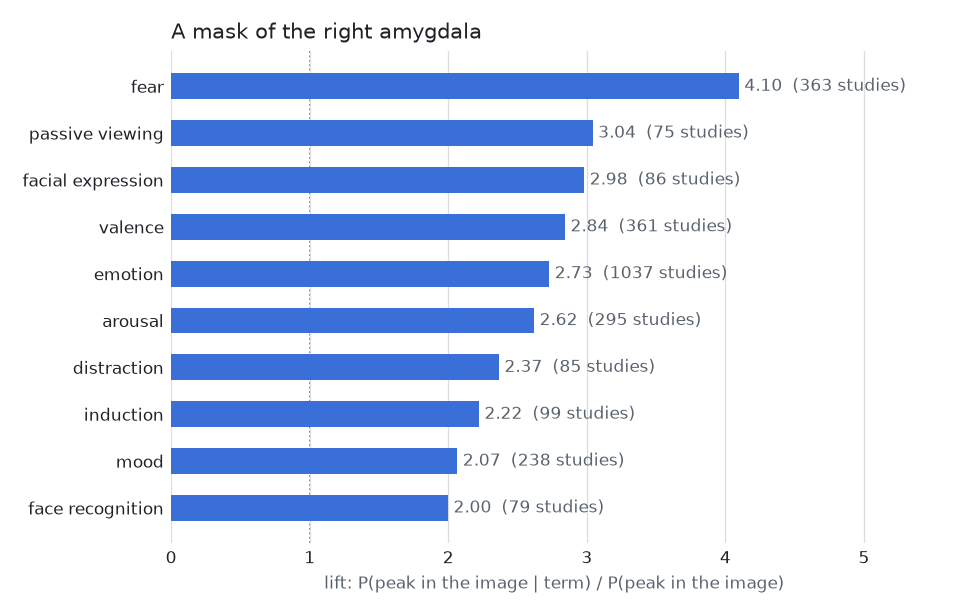 A mask of the right amygdala
fear 4.10 (363 studies)
passive viewing 3.04 (75 studies)
facial expression 2.98 (86 studies)
valence 2.84 (361 studies)
emotion 2.73 (1037 studies)
arousal 2.62 (295 studies)
distraction 2.37 (85 studies)
induction 2.22 (99 studies)
mood 2.07 (238 studies)
face recognition 2.00 (79 studies)
0 1 2 3 4 5
lift: P(peak in the image | term) / P(peak in the image)